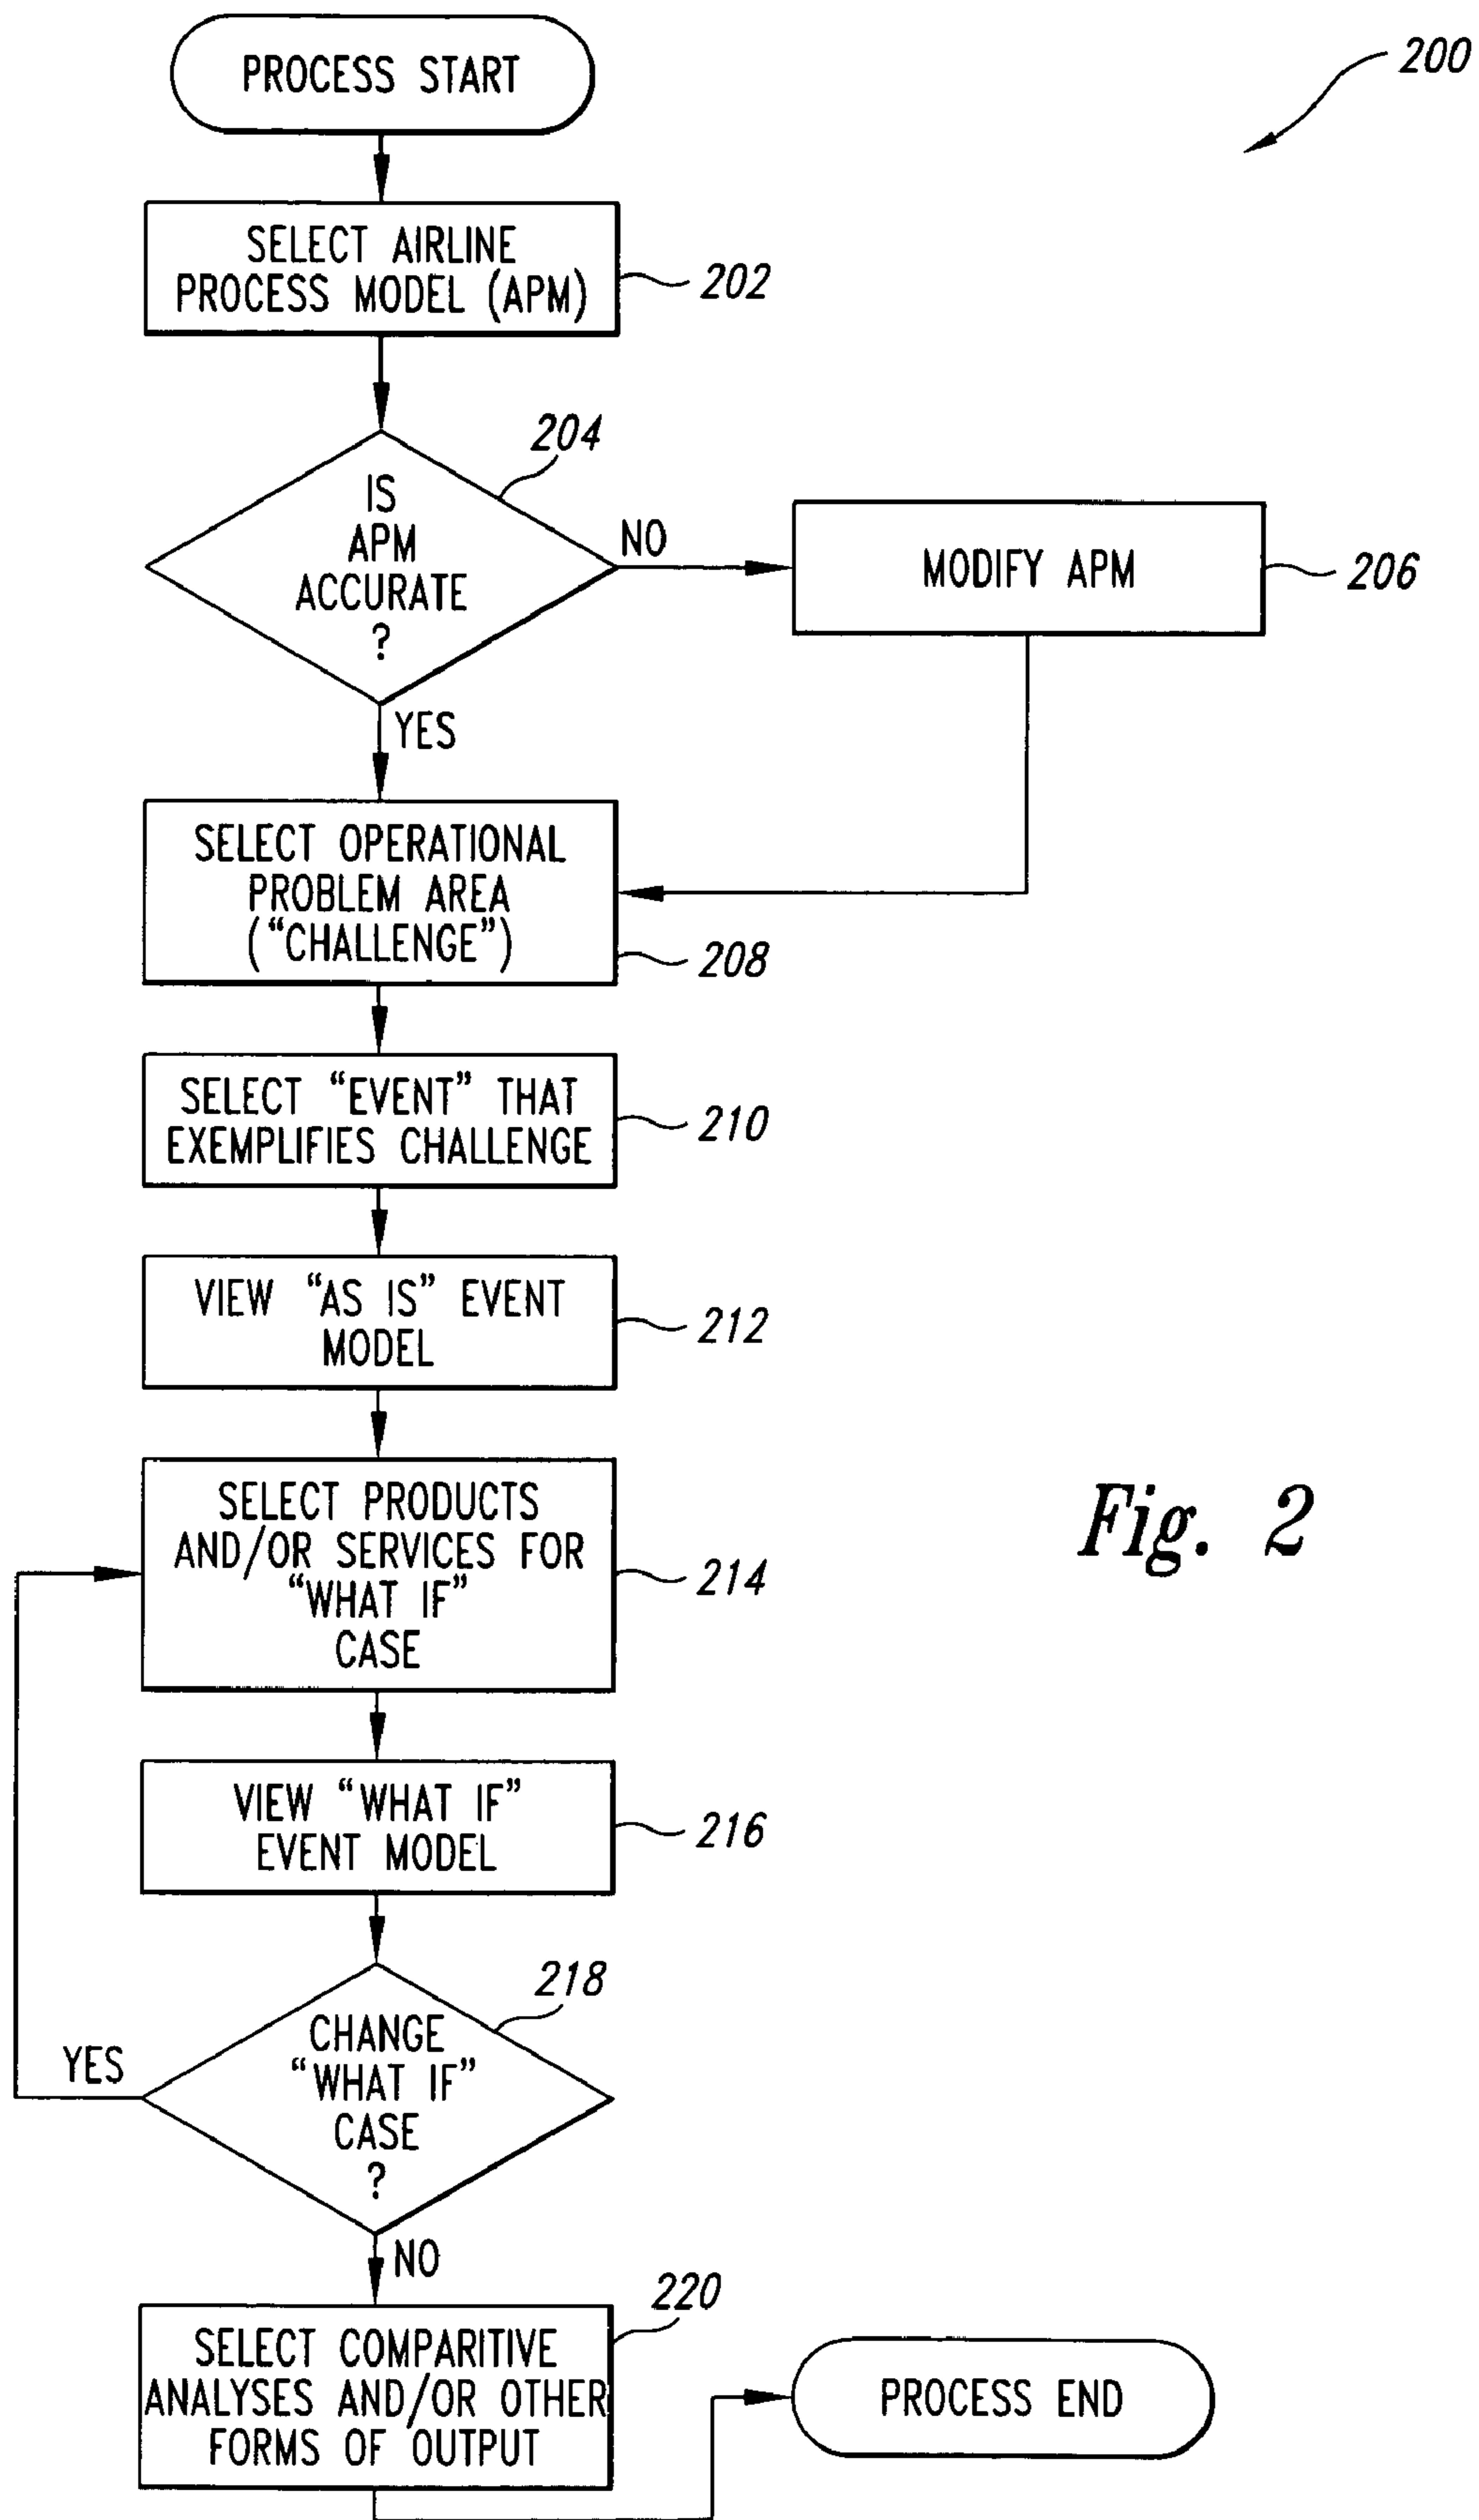 PROCESS START
200
SELECT AIRLINE
PROCESS MODEL (APM)
202
204
IS
APM
ACCURATE
?
NO
MODIFY APM
206
YES
SELECT OPERATIONAL
PROBLEM AREA
(“CHALLENGE”)
208
SELECT “EVENT” THAT
EXEMPLIFIES CHALLENGE
210
VIEW “AS IS” EVENT
MODEL
212
SELECT PRODUCTS
AND/OR SERVICES FOR
“WHAT IF”
CASE
214
Fig. 2
VIEW “WHAT IF”
EVENT MODEL
216
218
CHANGE
“WHAT IF”
CASE
?
YES
NO
220
SELECT COMPARITIVE
ANALYSES AND/OR OTHER
FORMS OF OUTPUT
PROCESS END